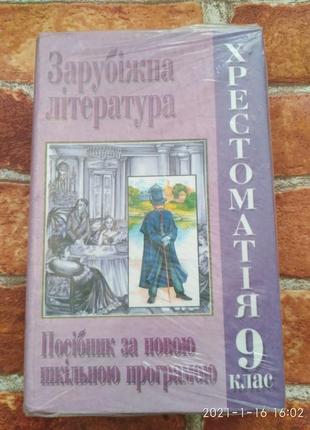 Зарубіжна
література
ХРЕСТОМАТІЯ
9
клас
Посібник за новою
шкільною програмою
2021-1-16 16:02